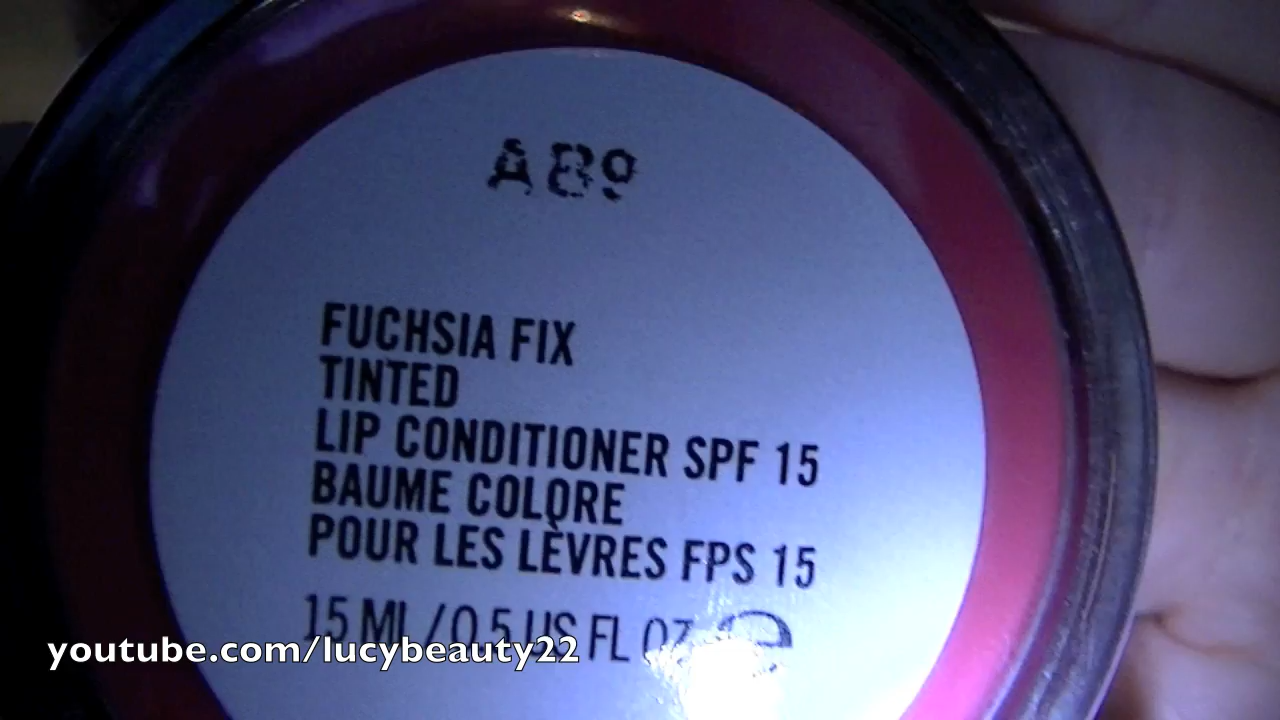 A89
FUCHSIA FIX
TINTED
LIP CONDITIONER SPF 15
BAUME COLORE
POUR LES LÈVRES FPS 15
15 ML / 0.5 US FL OZ ℮
youtube.com/lucybeauty22